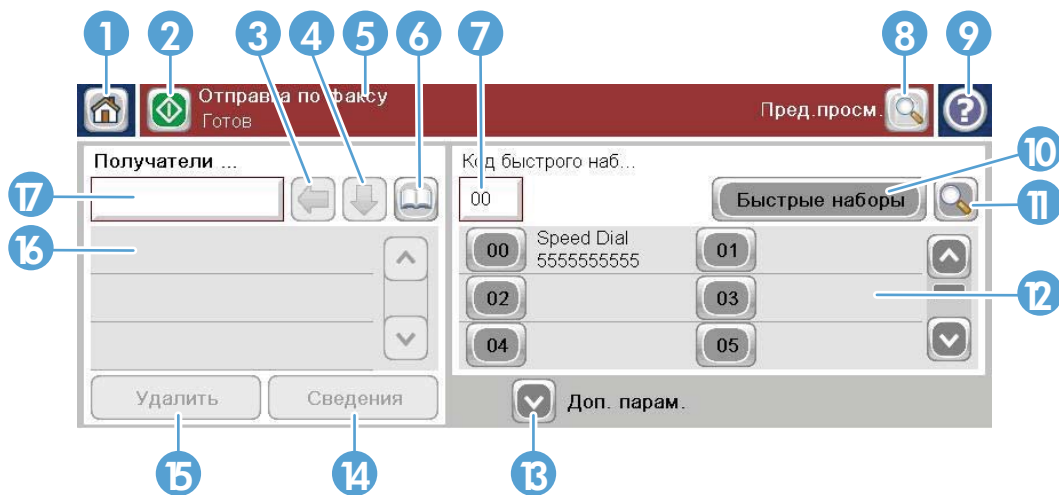 1 2 3 4 5 6 7 8 9
Отправка по факсу
Готов
Пред.просм.
Получатели ...
Код быстрого наб...
10
17
00
Быстрые наборы
11
16
00 Speed Dial 01
5555555555
02 03
12
04 05
Удалить Сведения
Доп. парам.
15 14 13